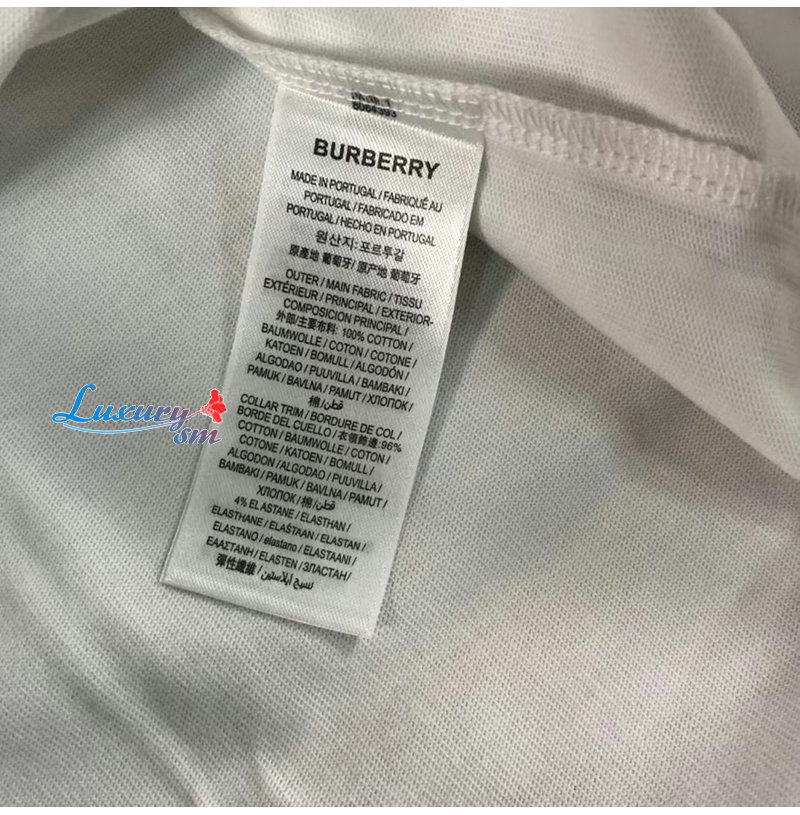 8064393
BURBERRY
MADE IN PORTUGAL / FABRIQUÉ AU
PORTUGAL / FABRICADO EM
PORTUGAL / HECHO EN PORTUGAL
원산지: 포르투갈
原產地 葡萄牙/ 原产地 葡萄牙
OUTER / MAIN FABRIC / TISSU
EXTÉRIEUR / PRINCIPAL / EXTERIOR-
COMPOSICION PRINCIPAL /
外部/主要布料: 100% COTTON /
BAUMWOLLE / COTON / COTONE /
KATOEN / BOMULL / ALGODÓN /
ALGODAO / PUUVILLA / BAMBAKI /
PAMUK / BAVLNA / PAMUT / ХЛОПОК /
棉/قطن
COLLAR TRIM / BORDURE DE COL /
BORDE DEL CUELLO / 衣領飾邊: 96%
COTTON / BAUMWOLLE / COTON /
COTONE / KATOEN / BOMULL /
ALGODON / ALGODAO / PUUVILLA /
BAMBAKI / PAMUK / BAVLNA / PAMUT /
ХЛОПОК / 棉/قطن
4% ELASTANE / ELASTHAN /
ELASTHANE / ELASTAAN / ELASTAN /
ELASTANO / elastano / ELASTAANI /
ΕΛΑΣΤΑΝΗ / ELASTEN / ЭЛАСТАН /
彈性纖維 / نسيج إيلاستين
Luxury
sm